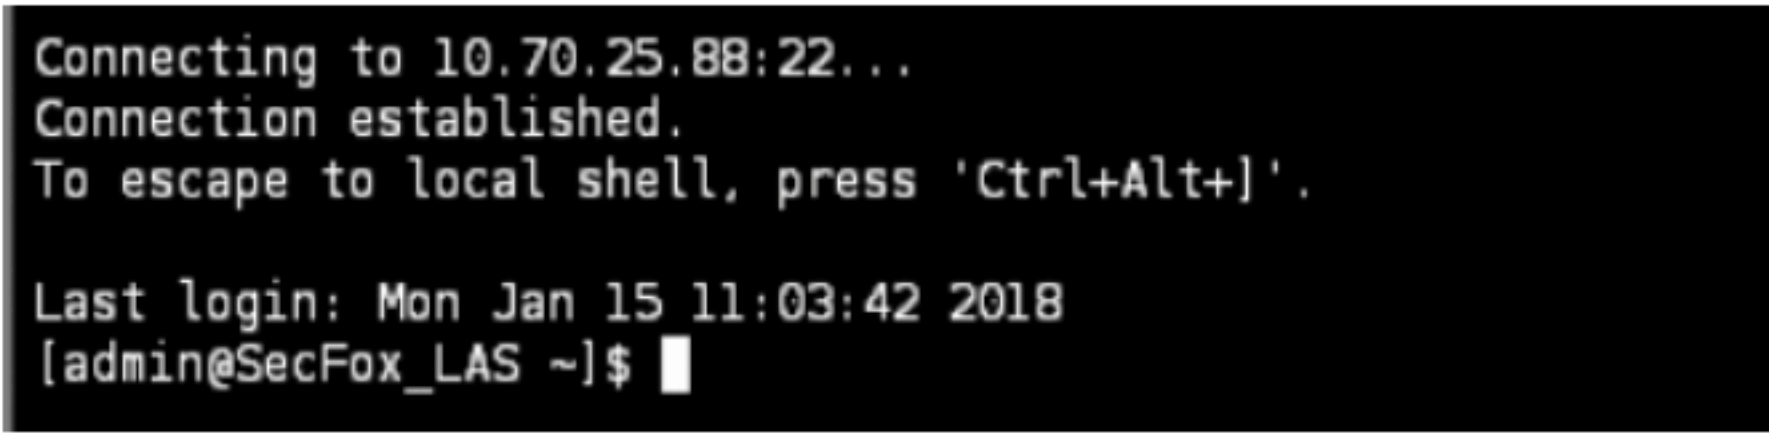 Connecting to 10.70.25.88:22...
Connection established.
To escape to local shell, press 'Ctrl+Alt+]'.
Last login: Mon Jan 15 11:03:42 2018
[admin@SecFox_LAS ~]$